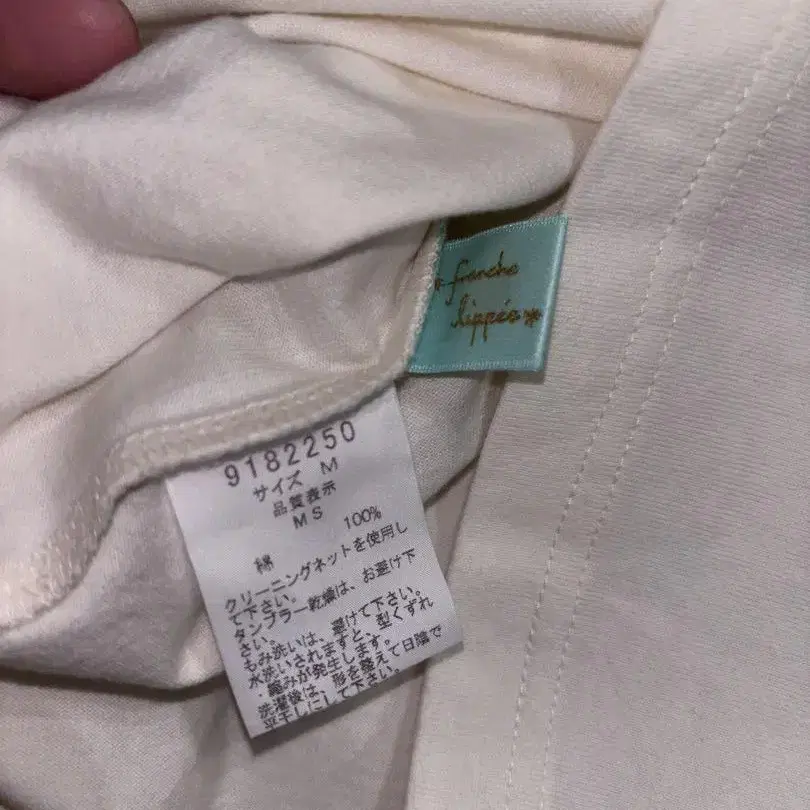 franche
lippée
9182250
サイズ M
品質表示
MS
綿 100%
クリーニングネットを使用し
て下さい。
タンブラー乾燥は、お避け下
さい。
もみ洗いは、避けて下さい。
水洗いされますと、型くずれ
・縮みが発生します。
洗濯後は、形を整えて日陰で
平干しにして下さい。